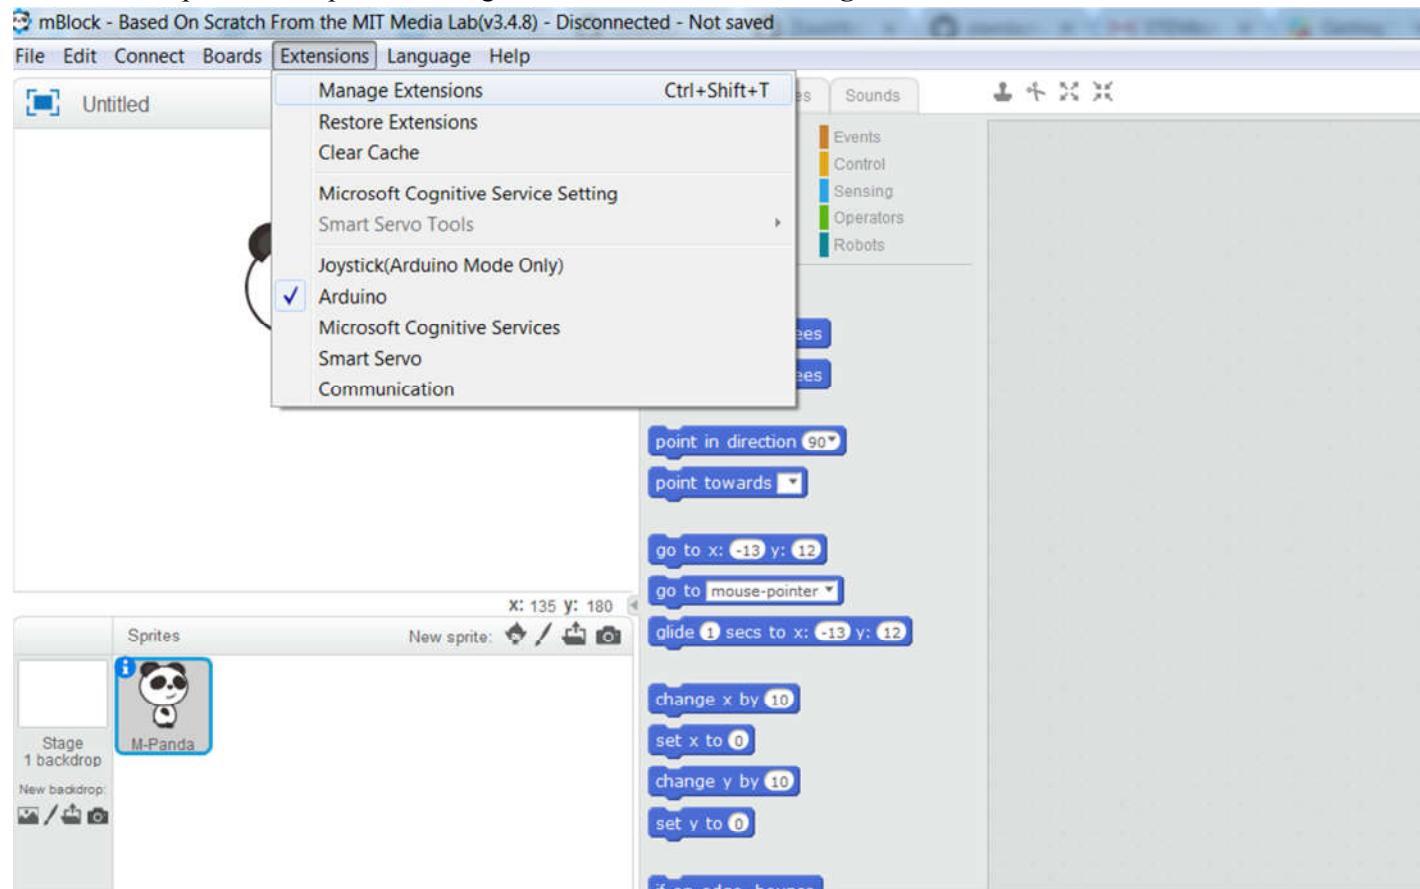 mBlock - Based On Scratch From the MIT Media Lab(v3.4.8) - Disconnected - Not saved
File Edit Connect Boards Extensions Language Help
Untitled
Manage Extensions Ctrl+Shift+T
Restore Extensions
Clear Cache
Microsoft Cognitive Service Setting
Smart Servo Tools
Joystick(Arduino Mode Only)
Arduino
Microsoft Cognitive Services
Smart Servo
Communication
Sounds
Events
Control
Sensing
Operators
Robots
point in direction 90
point towards
go to x: -13 y: 12
go to mouse-pointer
glide 1 secs to x: -13 y: 12
change x by 10
set x to 0
change y by 10
set y to 0
X: 135 y: 180
Sprites New sprite:
M-Panda
Stage
1 backdrop
New backdrop: